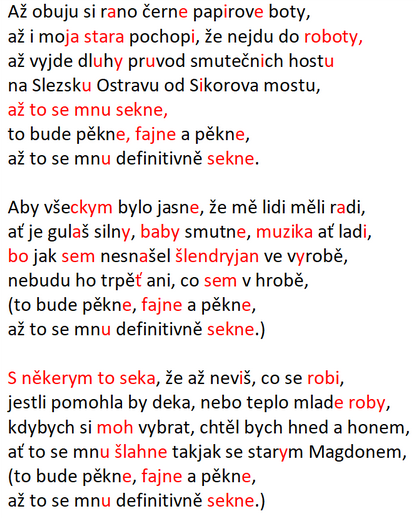 Až obuju si rano černe papirove boty,
až i moja stara pochopi, že nejdu do roboty,
až vyjde dluhy pruvod smutečnich hostu
na Slezsku Ostravu od Sikorova mostu,
až to se mnu sekne,
to bude pěkne, fajne a pěkne,
až to se mnu definitivně sekne.

Aby všeckym bylo jasne, že mě lidi měli radi,
ať je gulaš silny, baby smutne, muzika ať ladi,
bo jak sem nesnašel šlendryjan ve vyrobě,
nebudu ho trpěť ani, co sem v hrobě,
(to bude pěkne, fajne a pěkne,
až to se mnu definitivně sekne.)

S někerym to seka, že až neviš, co se robi,
jestli pomohla by deka, nebo teplo mlade roby,
kdybych si moh vybrat, chtěl bych hned a honem,
ať to se mnu šlahne takjak se starym Magdonem,
(to bude pěkne, fajne a pěkne,
až to se mnu definitivně sekne.)